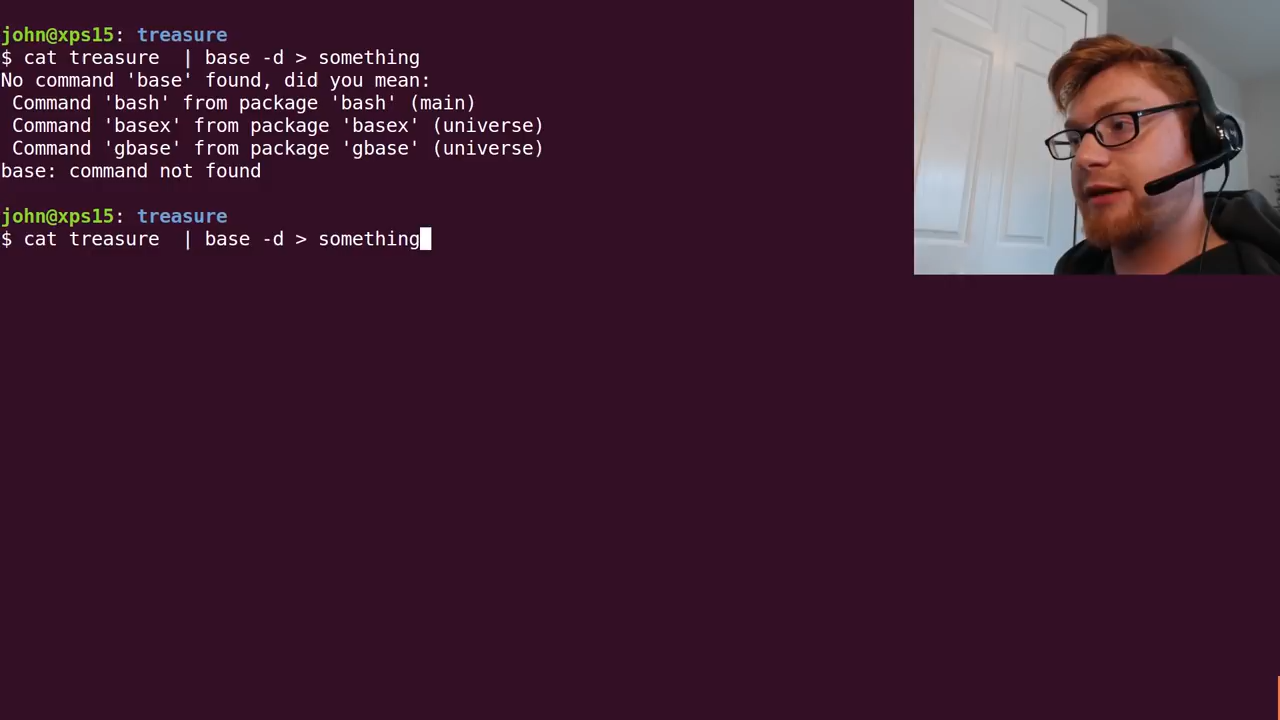 john@xps15: treasure
$ cat treasure  | base -d > something
No command 'base' found, did you mean:
 Command 'bash' from package 'bash' (main)
 Command 'basex' from package 'basex' (universe)
 Command 'gbase' from package 'gbase' (universe)
base: command not found
john@xps15: treasure
$ cat treasure  | base -d > something